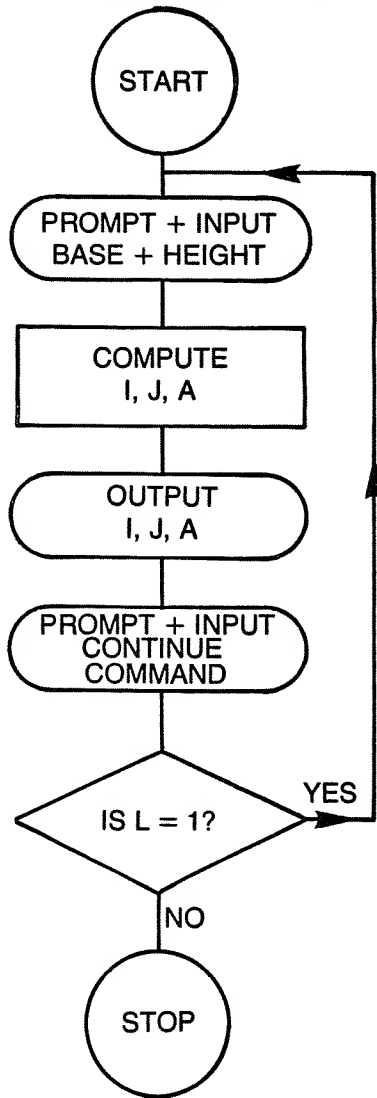 START
PROMPT + INPUT
BASE + HEIGHT
COMPUTE
I, J, A
OUTPUT
I, J, A
PROMPT + INPUT
CONTINUE
COMMAND
IS L = 1?
YES
NO
STOP